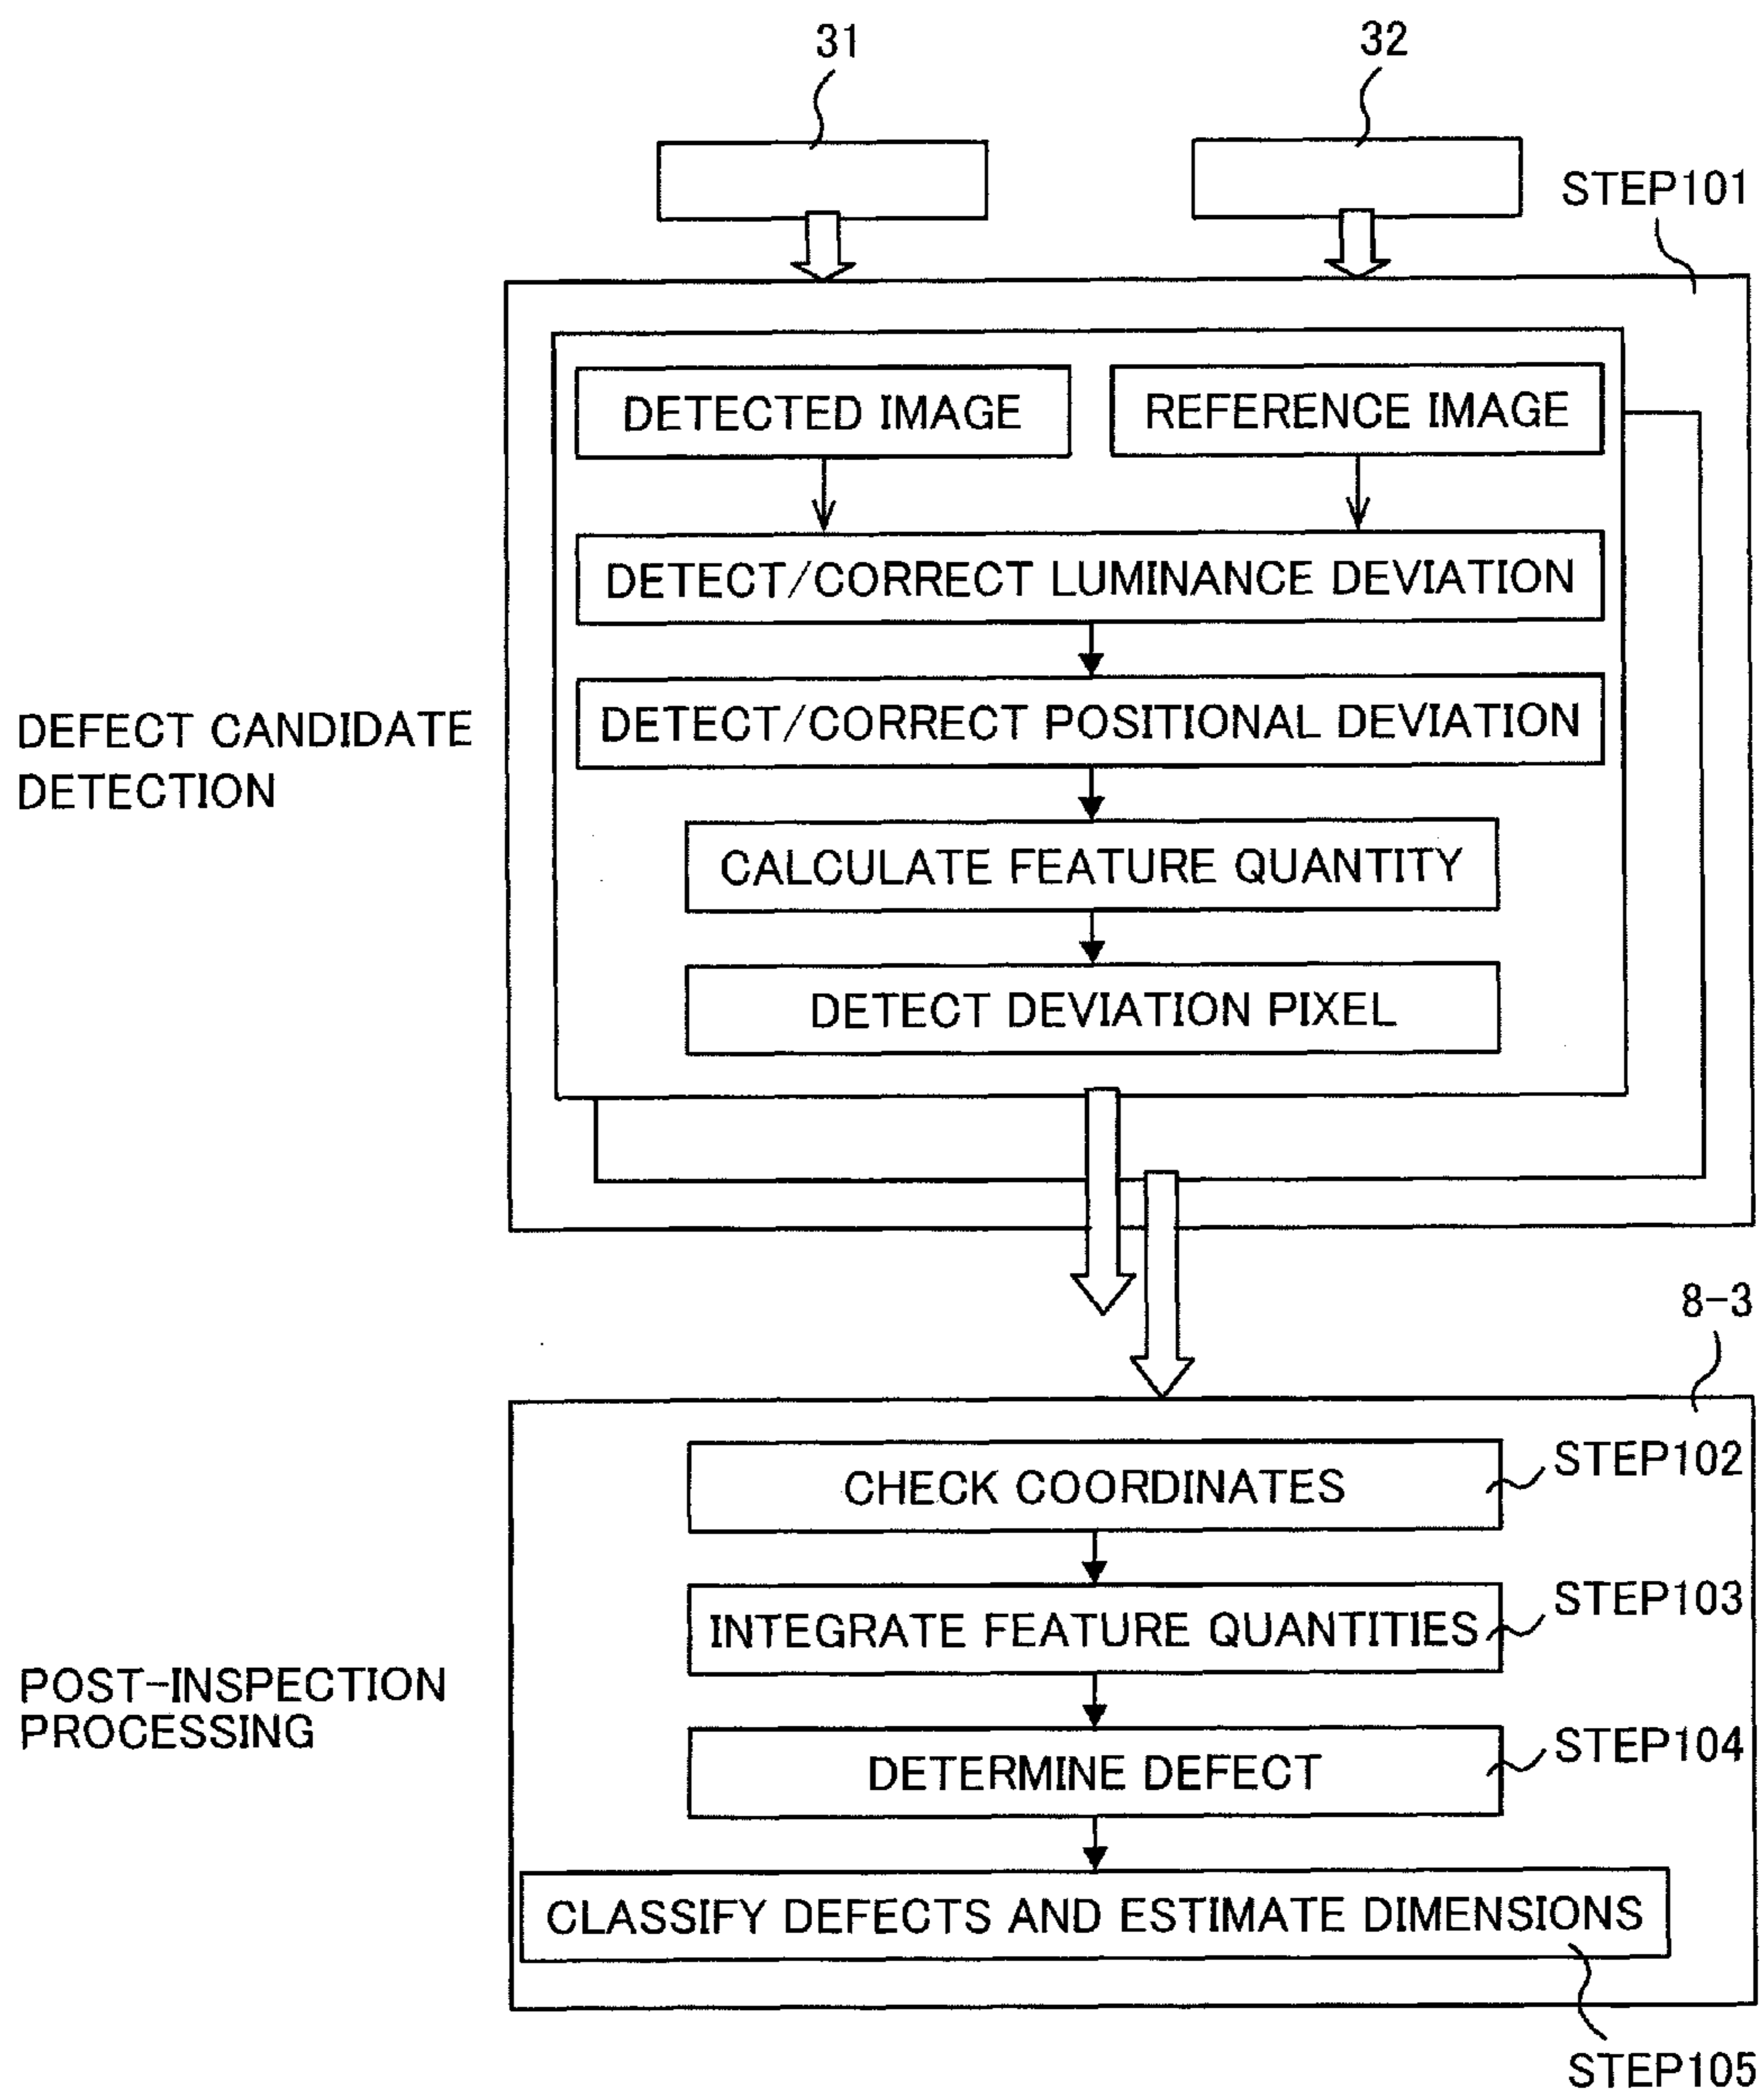 31
32
STEP101
DETECTED IMAGE
REFERENCE IMAGE
DETECT/CORRECT LUMINANCE DEVIATION
DETECT/CORRECT POSITIONAL DEVIATION
DEFECT CANDIDATE
DETECTION
CALCULATE FEATURE QUANTITY
DETECT DEVIATION PIXEL
8-3
CHECK COORDINATES
STEP102
INTEGRATE FEATURE QUANTITIES
STEP103
POST-INSPECTION
PROCESSING
DETERMINE DEFECT
STEP104
CLASSIFY DEFECTS AND ESTIMATE DIMENSIONS
STEP105